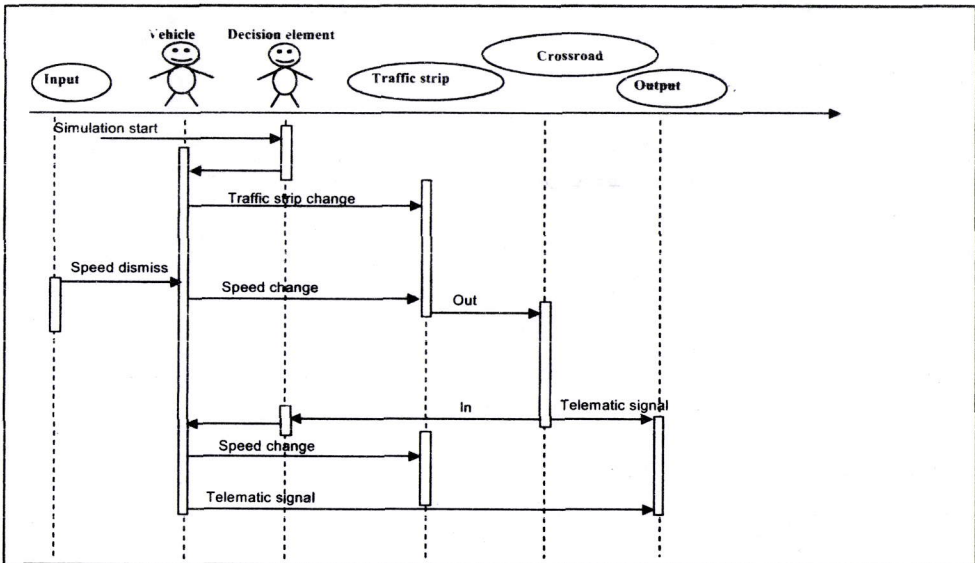 Vehicle
Decision element
Crossroad
Input
Traffic strip
Output
Simulation start
Traffic strip change
Speed dismiss
Speed change
Out
In
Telematic signal
Speed change
Telematic signal